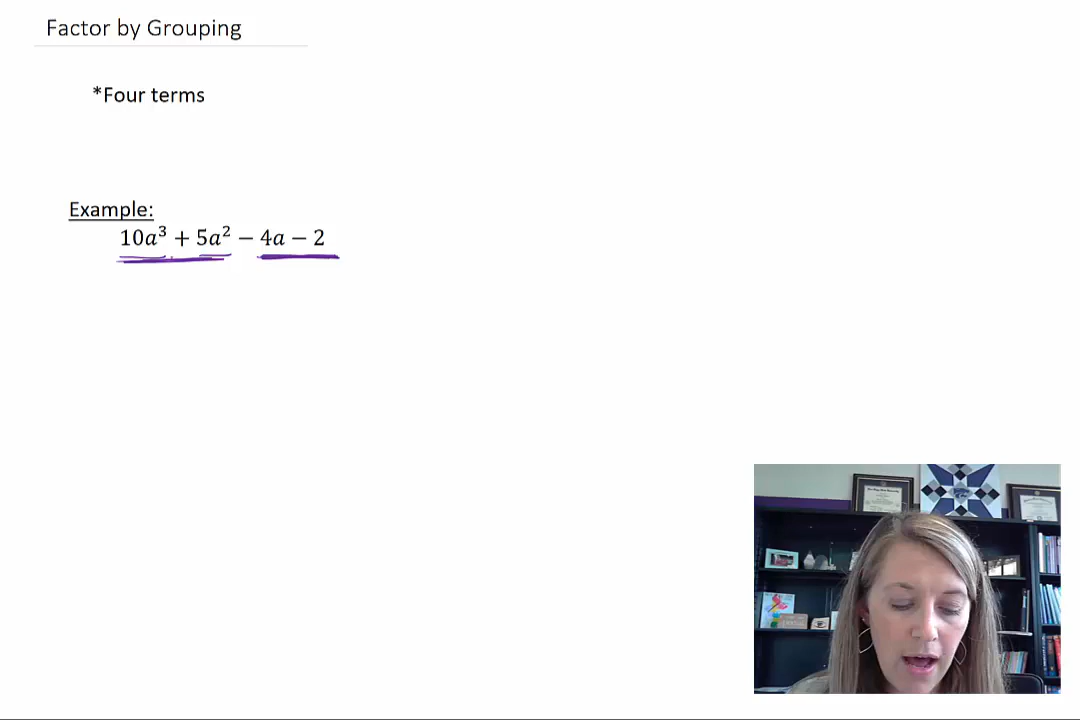 Factor by Grouping
*Four terms
Example:
10a³ + 5a² − 4a − 2